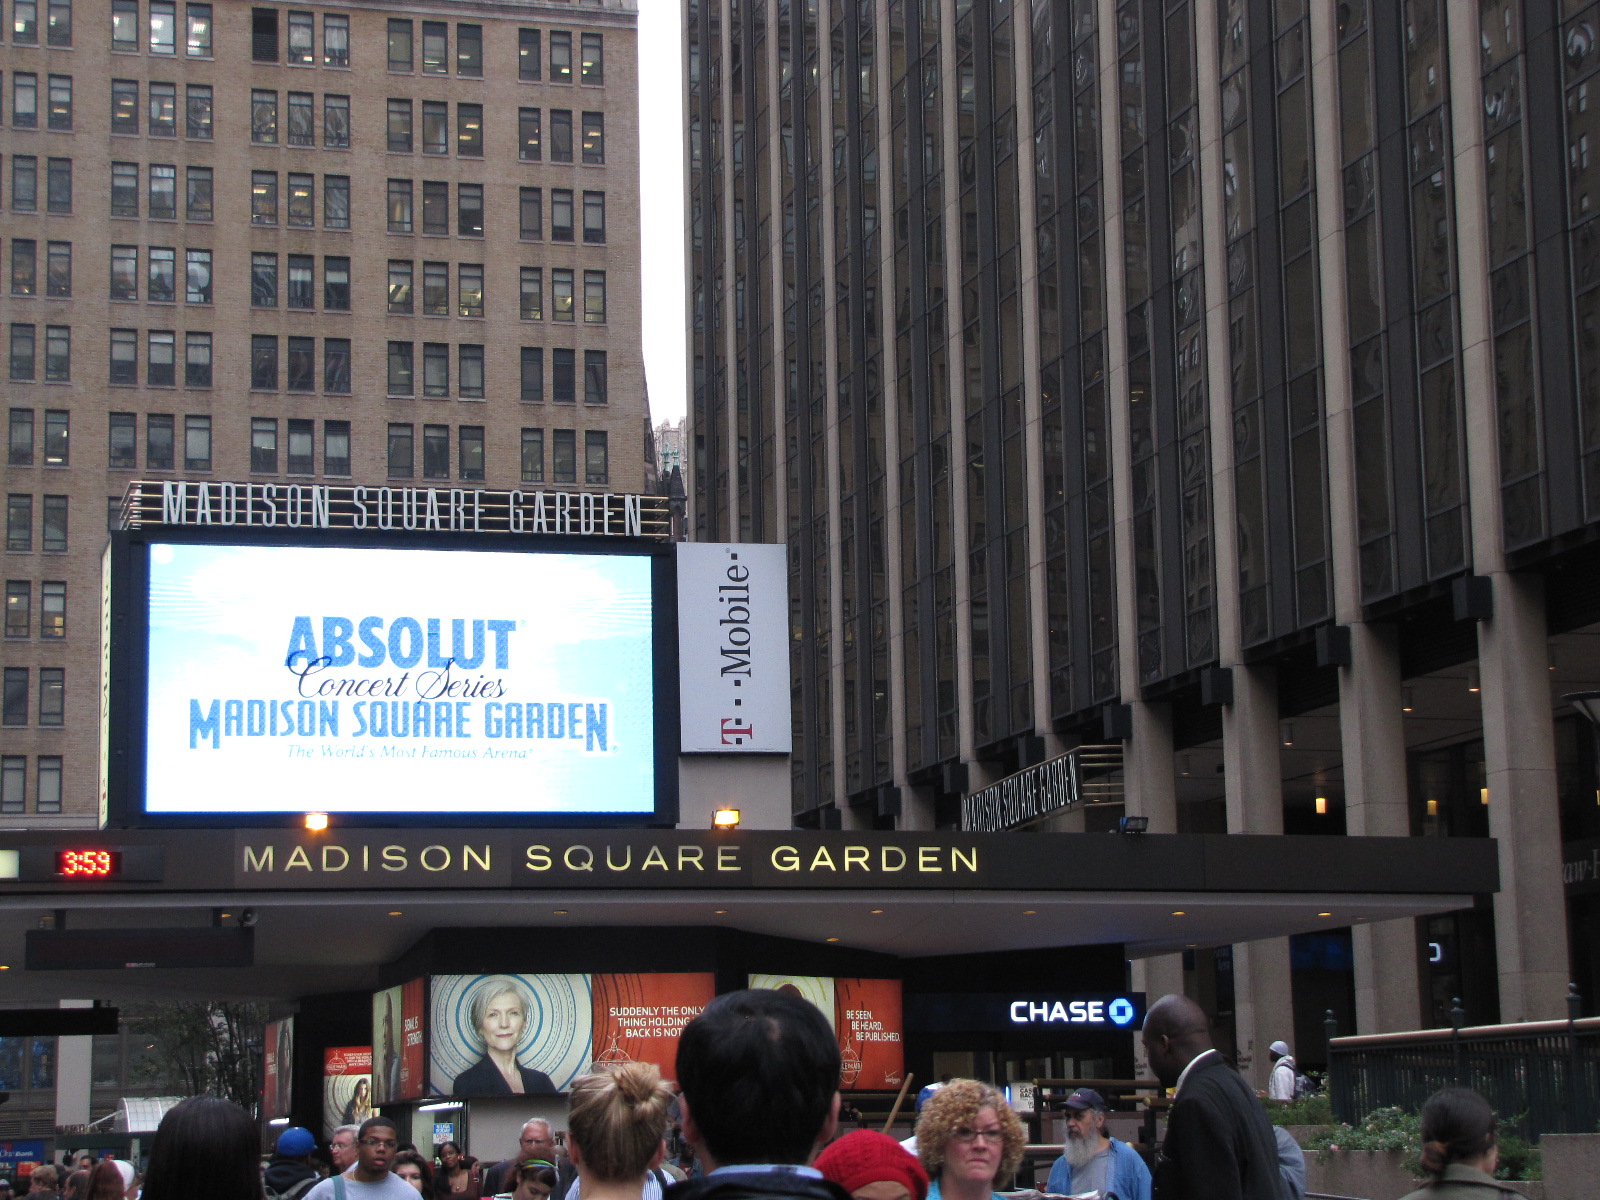 MADISON SQUARE GARDEN
ABSOLUT
Concert Series
MADISON SQUARE GARDEN
The World's Most Famous Arena
T··Mobile·
MADISON SQUARE GARDEN
3:59
MADISON SQUARE GARDEN
SUDDENLY THE ONLY
THING HOLDING
BACK IS NOT
BE SEEN.
BE HEARD.
BE PUBLISHED.
verizon
CHASE